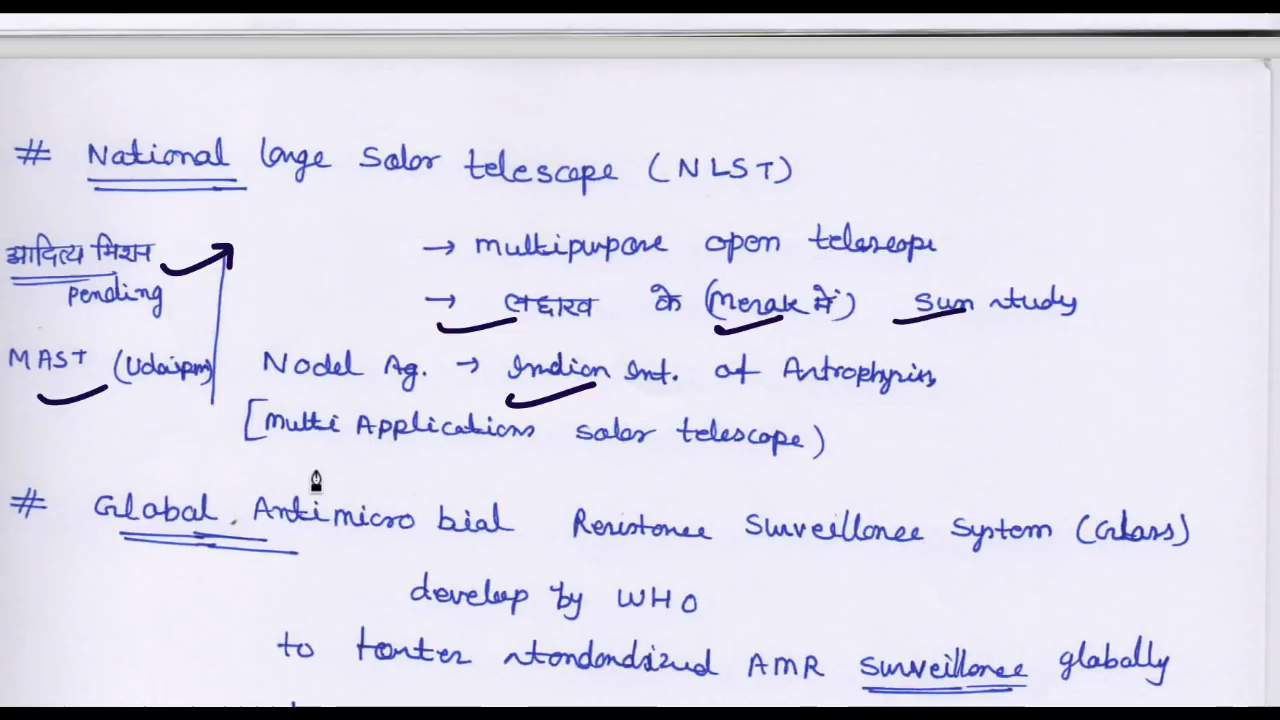 # National large Solar telescope (NLST)
→ multipurpose open telescope
आदित्य मिशन
pending
→ लद्दाख के (Merak में) Sun study
MAST (Udaipur)
Nodel Ag. → Indian Int. of Astrophysics
[Multi Applications solar telescope)
# Global Antimicrobial Resistance Surveillance System (Glass)
develop by WHO
to foster standardized AMR surveillance globally